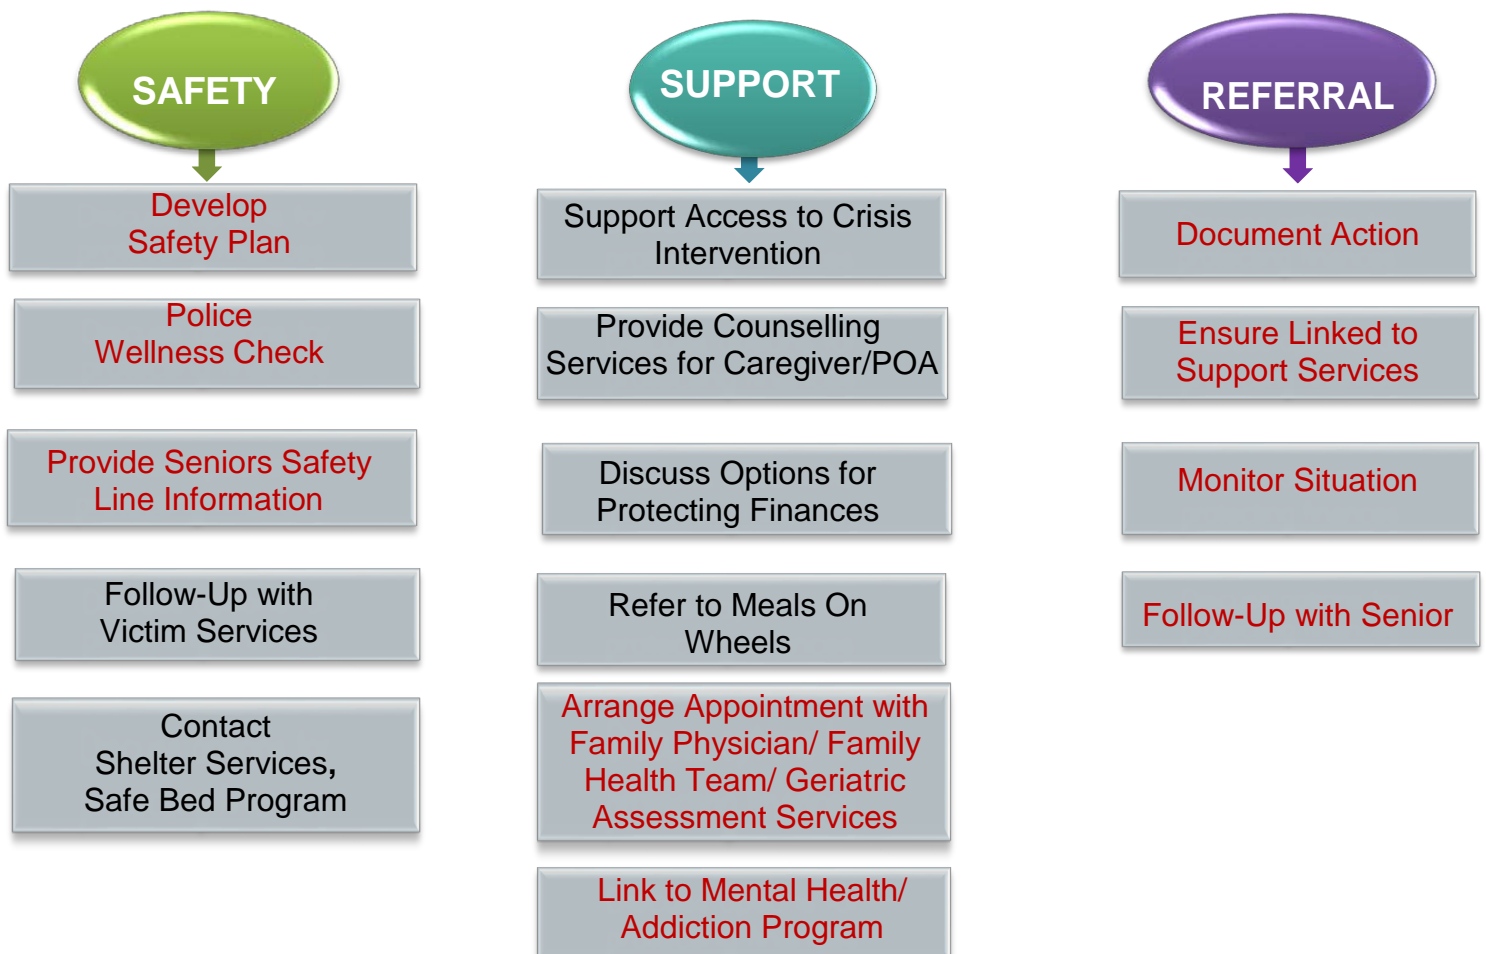 SAFETY
Develop
Safety Plan
Police
Wellness Check
Provide Seniors Safety
Line Information
Follow-Up with
Victim Services
Contact
Shelter Services,
Safe Bed Program
SUPPORT
Support Access to Crisis
Intervention
Provide Counselling
Services for Caregiver/POA
Discuss Options for
Protecting Finances
Refer to Meals On
Wheels
Arrange Appointment with
Family Physician/ Family
Health Team/ Geriatric
Assessment Services
Link to Mental Health/
Addiction Program
REFERRAL
Document Action
Ensure Linked to
Support Services
Monitor Situation
Follow-Up with Senior